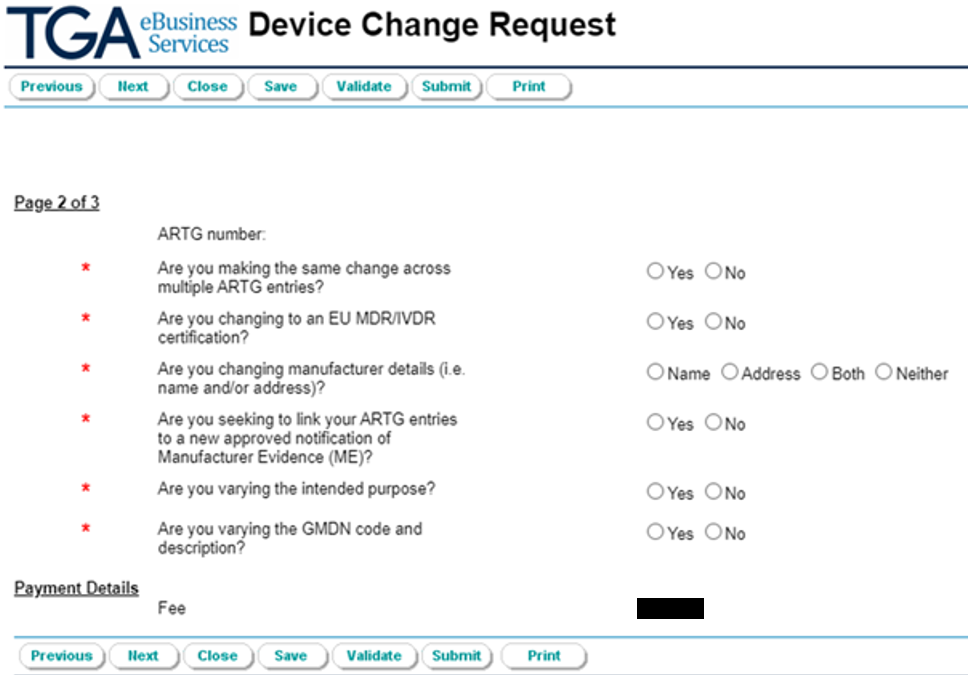 TGA eBusiness Services Device Change Request
Previous Next Close Save Validate Submit Print
Page 2 of 3
ARTG number:
* Are you making the same change across
multiple ARTG entries? Yes No
* Are you changing to an EU MDR/IVDR
certification? Yes No
* Are you changing manufacturer details (i.e.
name and/or address)? Name Address Both Neither
* Are you seeking to link your ARTG entries
to a new approved notification of
Manufacturer Evidence (ME)? Yes No
* Are you varying the intended purpose? Yes No
* Are you varying the GMDN code and
description? Yes No
Payment Details
Fee
Previous Next Close Save Validate Submit Print